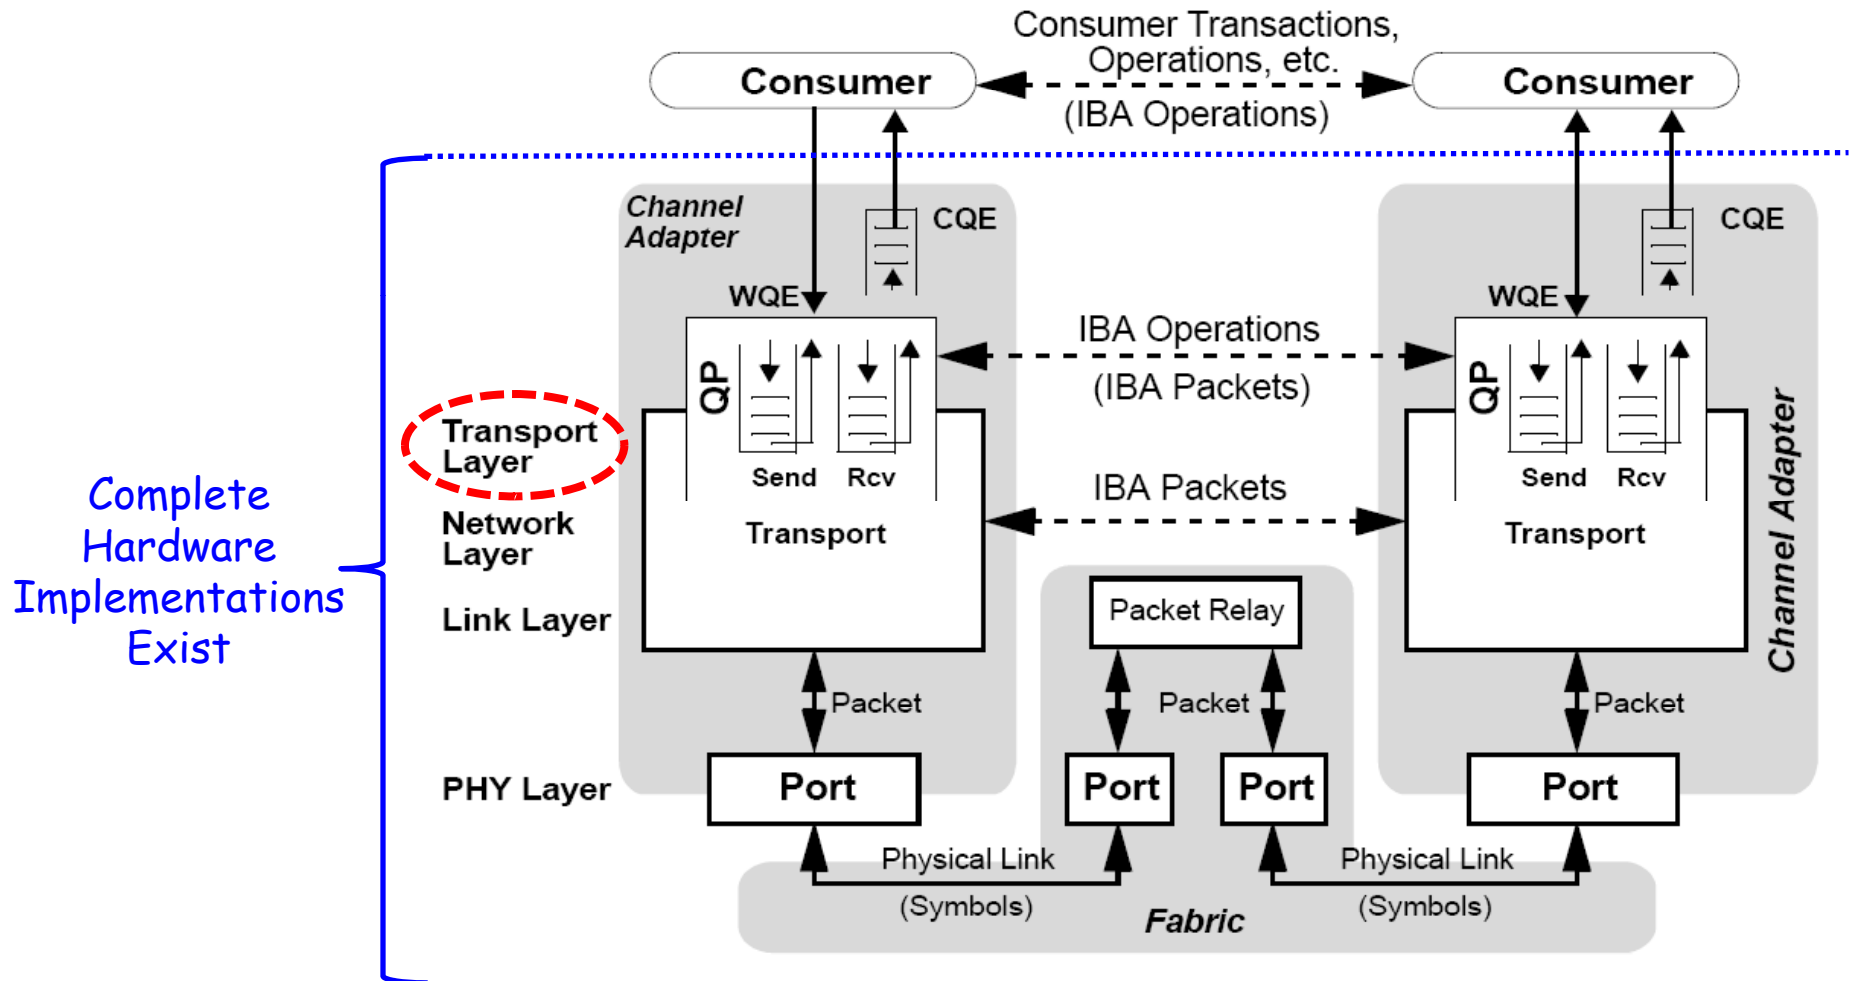 Consumer Transactions,
Operations, etc.
(IBA Operations)
Consumer
Consumer
Channel
Adapter
CQE
WQE
CQE
WQE
IBA Operations
(IBA Packets)
QP
Send
Rcv
QP
Send
Rcv
Transport
Layer
IBA Packets
Network
Layer
Transport
Transport
Channel Adapter
Complete
Hardware
Implementations
Exist
Link Layer
Packet Relay
Packet
Packet
Packet
PHY Layer
Port
Port
Port
Port
Physical Link
(Symbols)
Physical Link
(Symbols)
Fabric